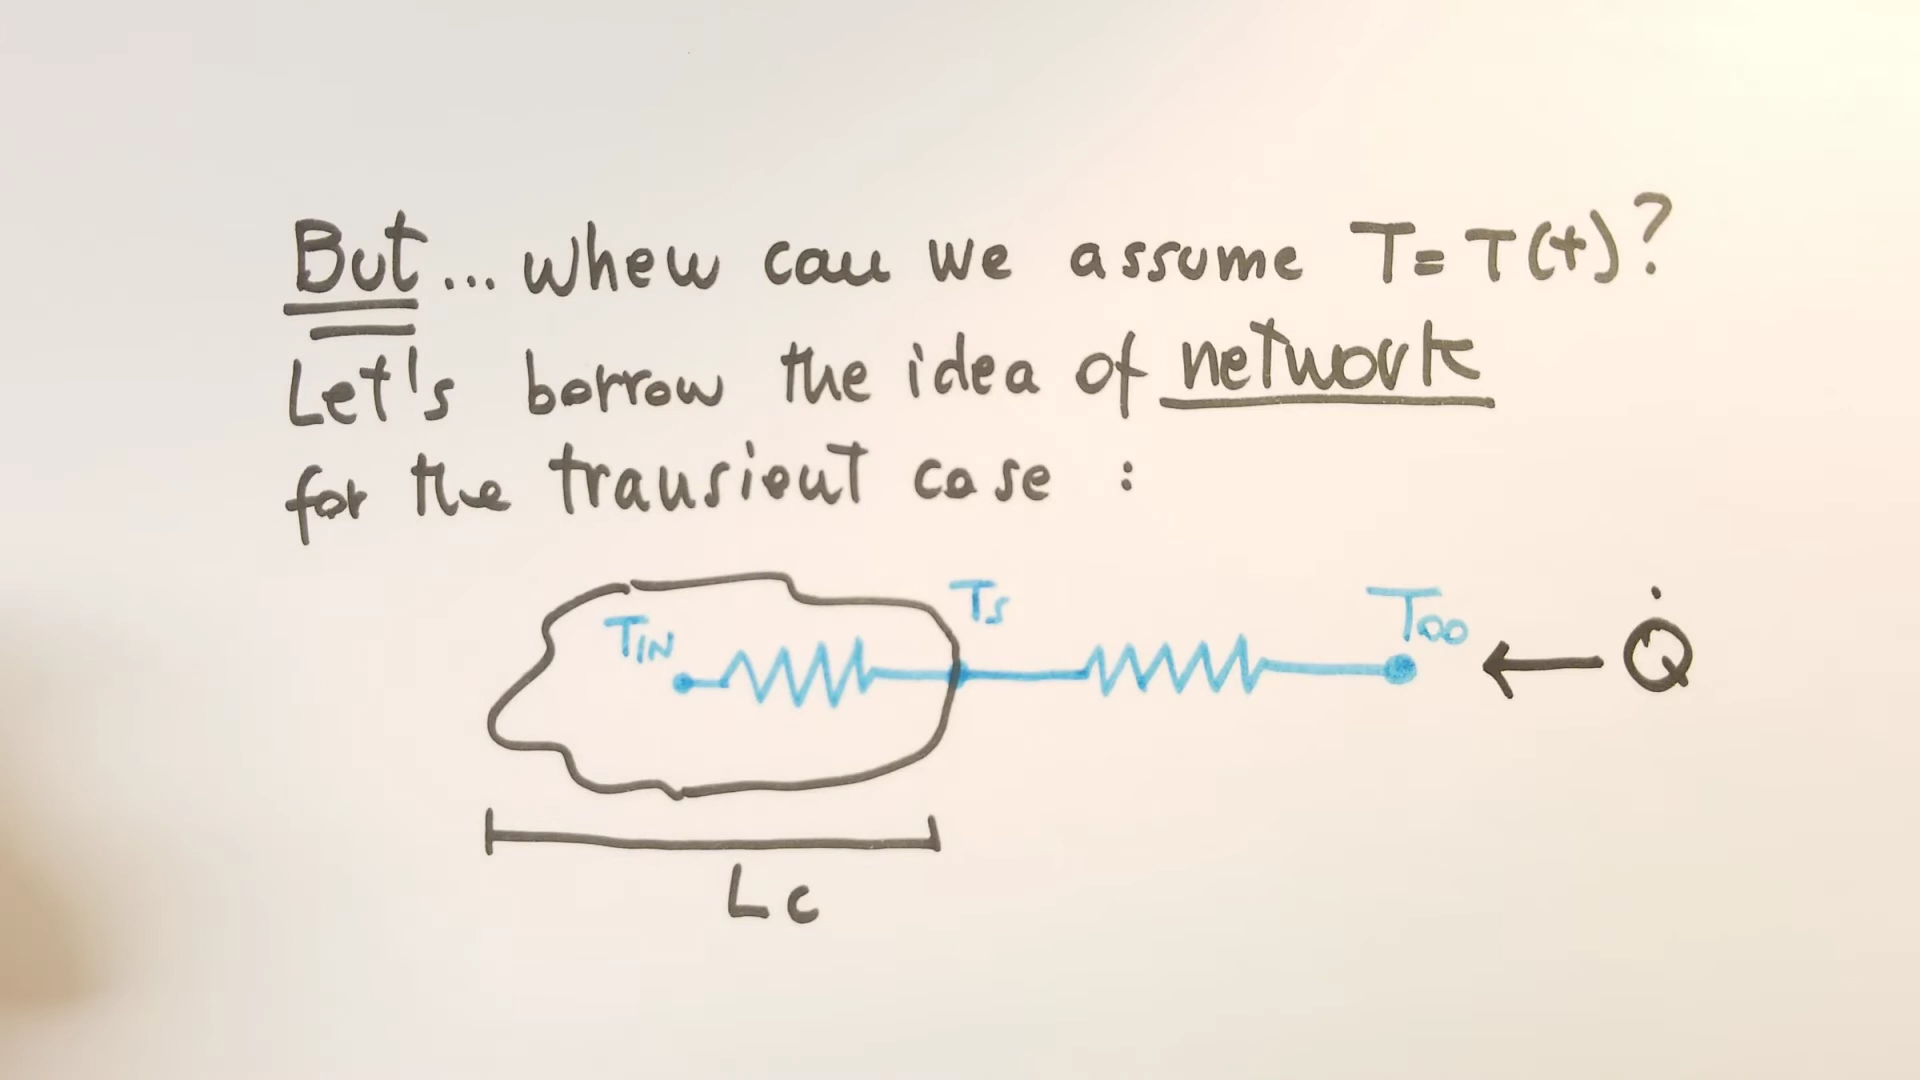 But... when can we assume T=T(t)?
Let's borrow the idea of network
for the transient case :
TIN
Ts
T∞
Q̇
Lc